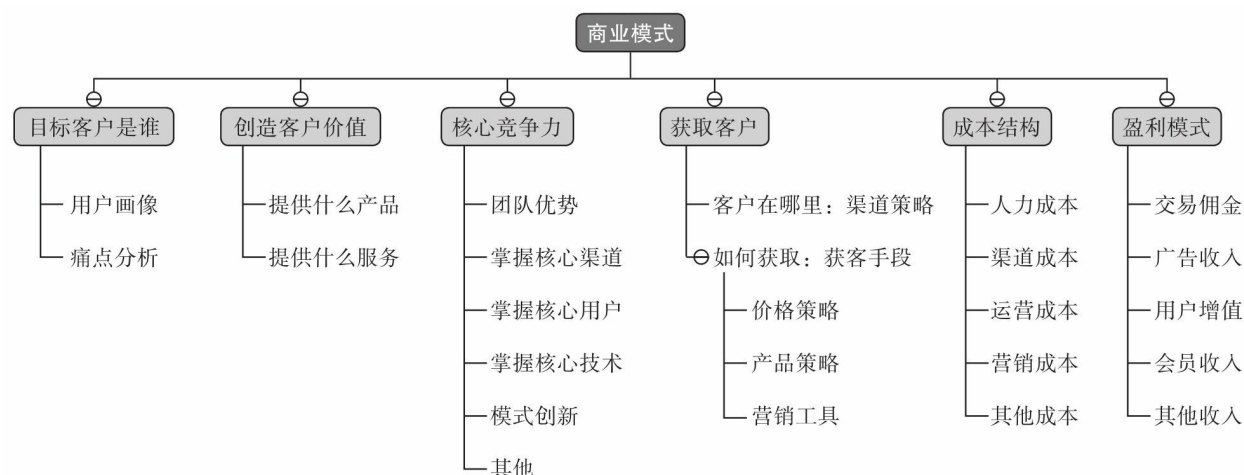 商业模式
目标客户是谁
用户画像
痛点分析
创造客户价值
提供什么产品
提供什么服务
核心竞争力
团队优势
掌握核心渠道
掌握核心用户
掌握核心技术
模式创新
其他
获取客户
客户在哪里：渠道策略
如何获取：获客手段
价格策略
产品策略
营销工具
成本结构
人力成本
渠道成本
运营成本
营销成本
其他成本
盈利模式
交易佣金
广告收入
用户增值
会员收入
其他收入